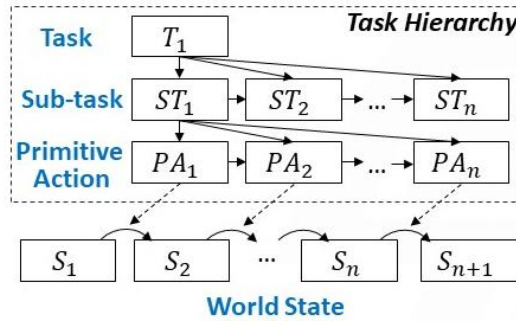 Task Hierarchy
Task
T₁
Sub-task
ST₁ ST₂ ... STₙ
Primitive
Action
PA₁ PA₂ ... PAₙ
S₁ S₂ ... Sₙ Sₙ₊₁
World State